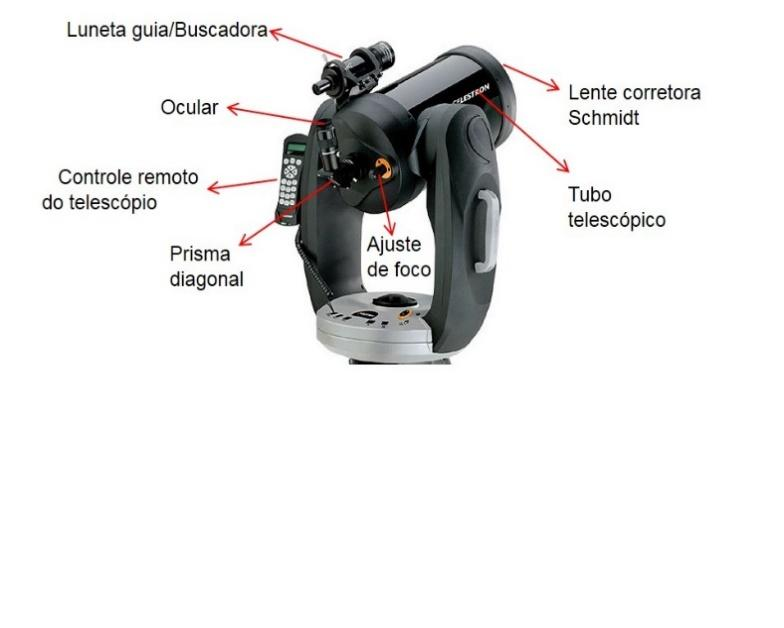 Luneta guia/Buscadora
Ocular
Lente corretora
Schmidt
CELESTRON
Controle remoto
do telescópio
Tubo
telescópico
Prisma
diagonal
Ajuste
de foco